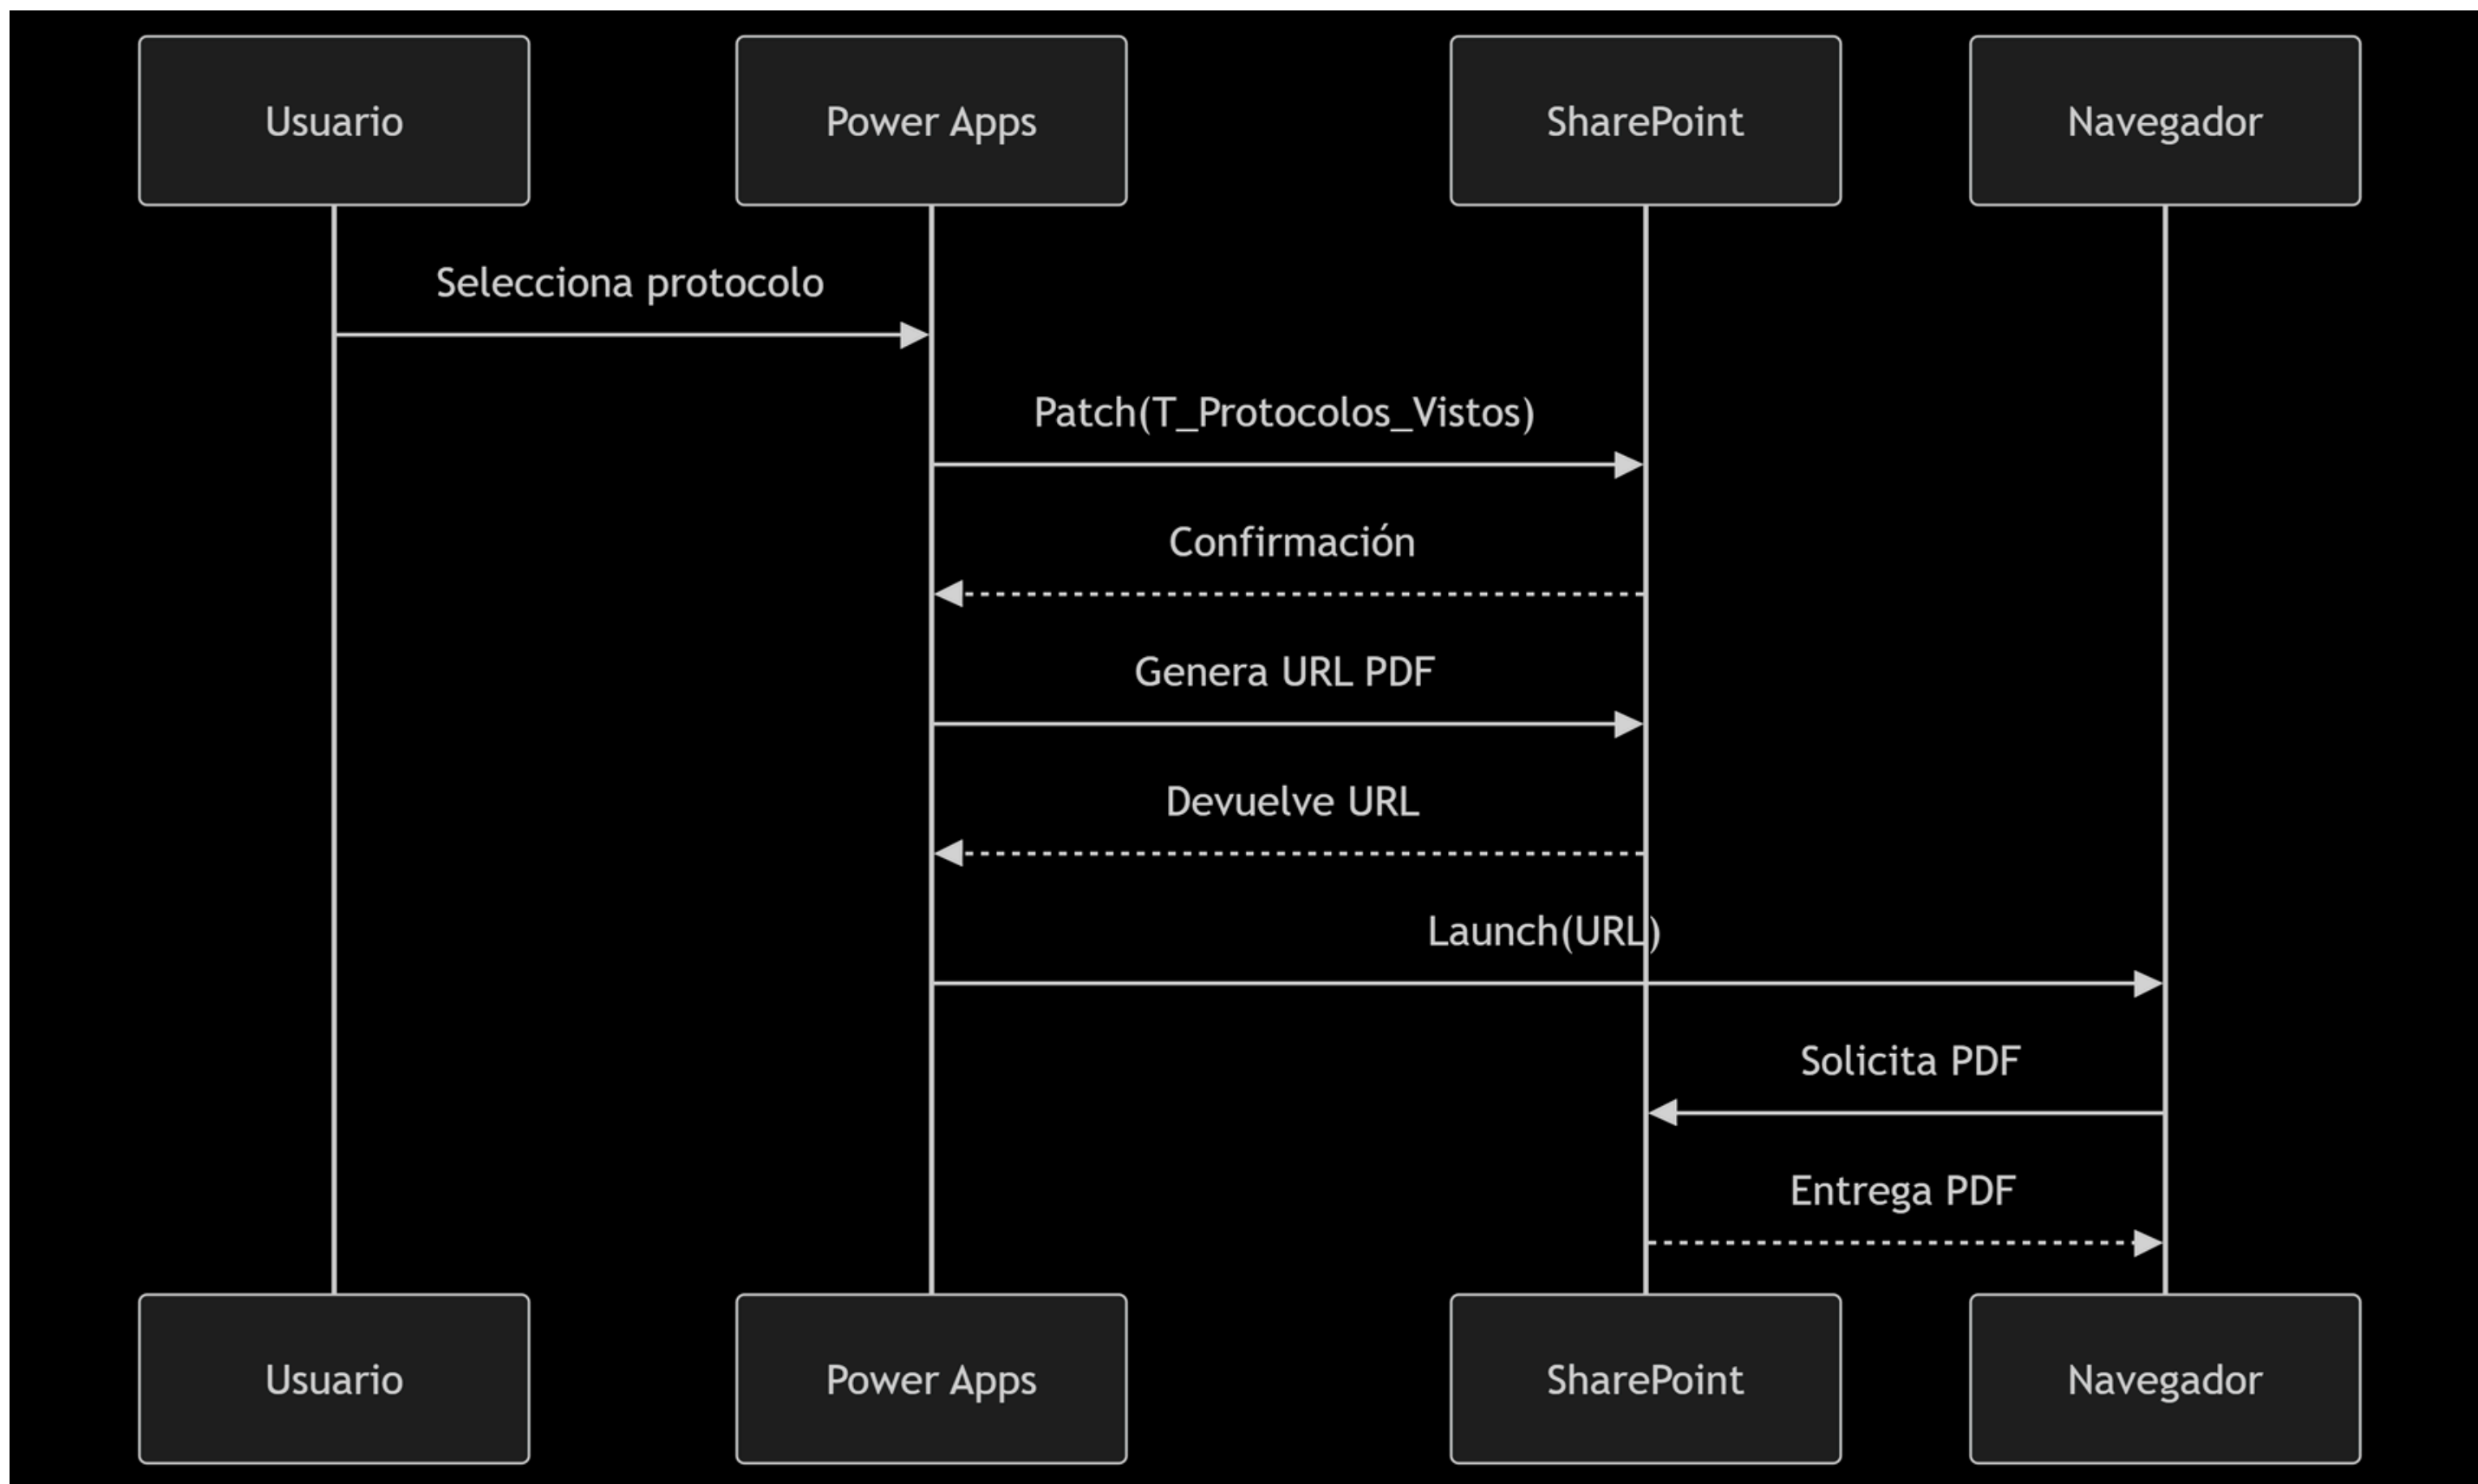 Usuario
Power Apps
SharePoint
Navegador
Selecciona protocolo
Patch(T_Protocolos_Vistos)
Confirmación
Genera URL PDF
Devuelve URL
Launch(URL)
Solicita PDF
Entrega PDF
Usuario
Power Apps
SharePoint
Navegador